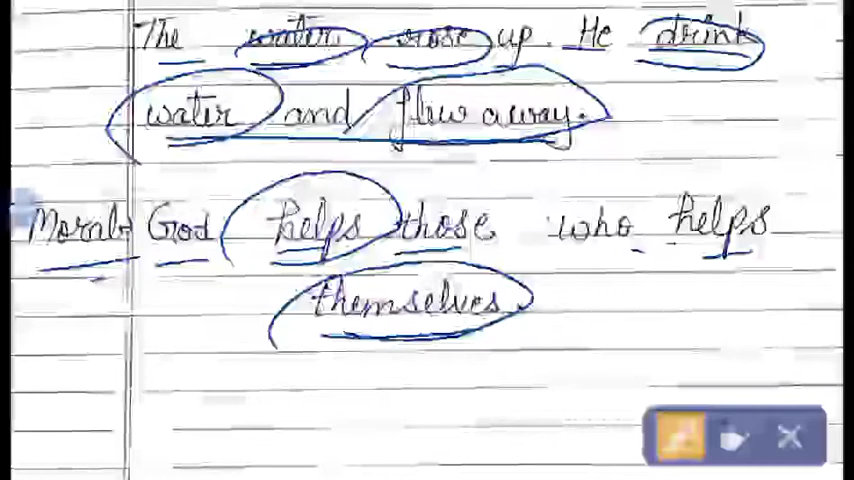 The water rose up. He drink
water and flew away.
Moral:- God helps those who helps
themselves.